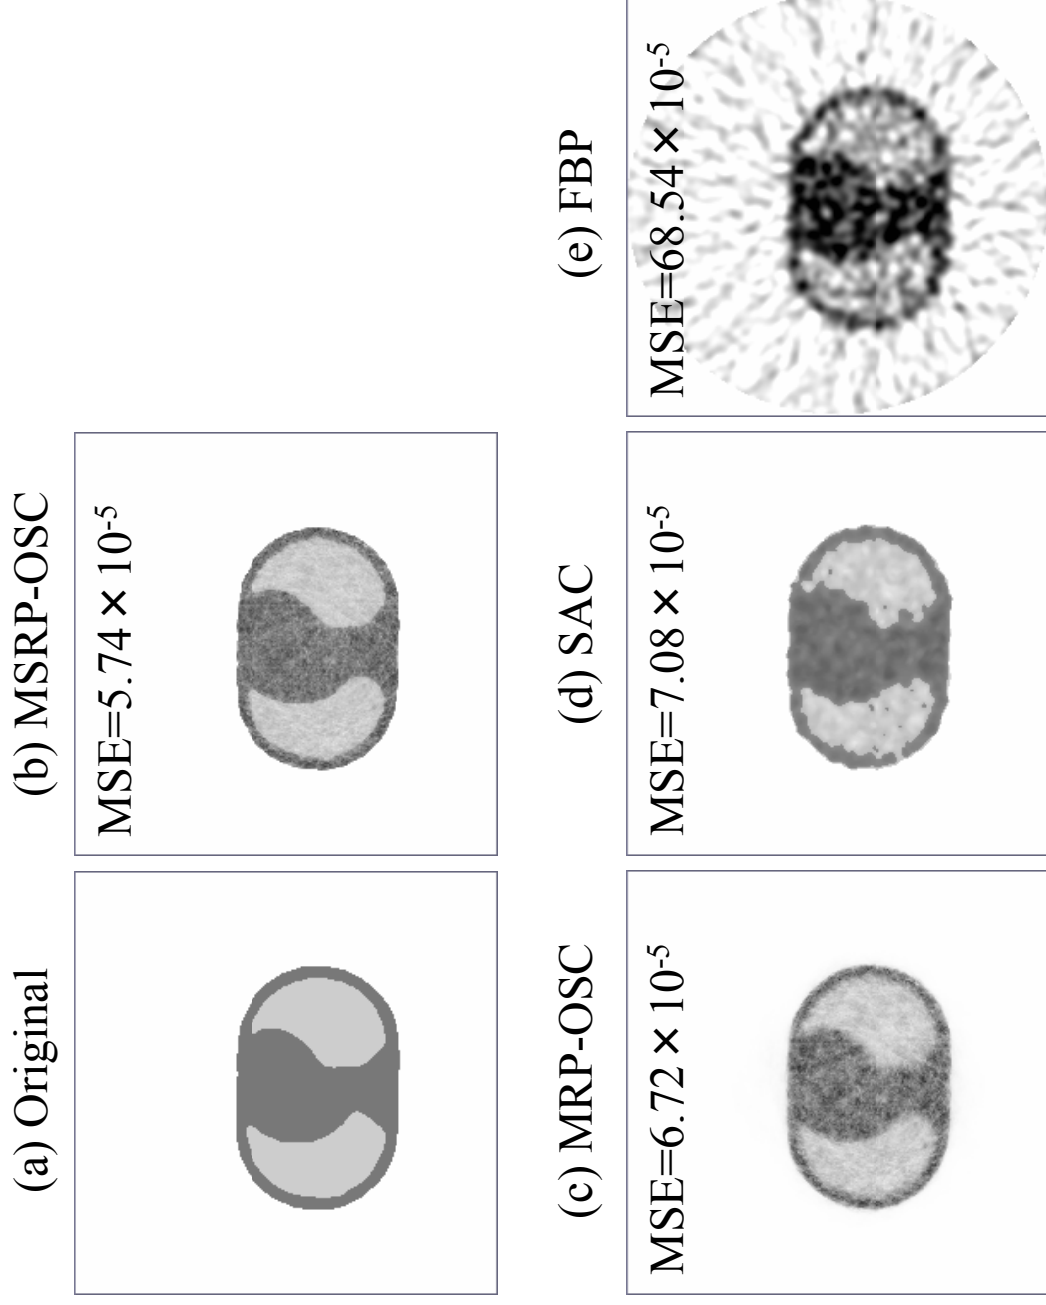 (a) Original
(b) MSRP-OSC
MSE=5.74×10⁻⁵
(c) MRP-OSC
MSE=6.72×10⁻⁵
(d) SAC
MSE=7.08×10⁻⁵
(e) FBP
MSE=68.54×10⁻⁵